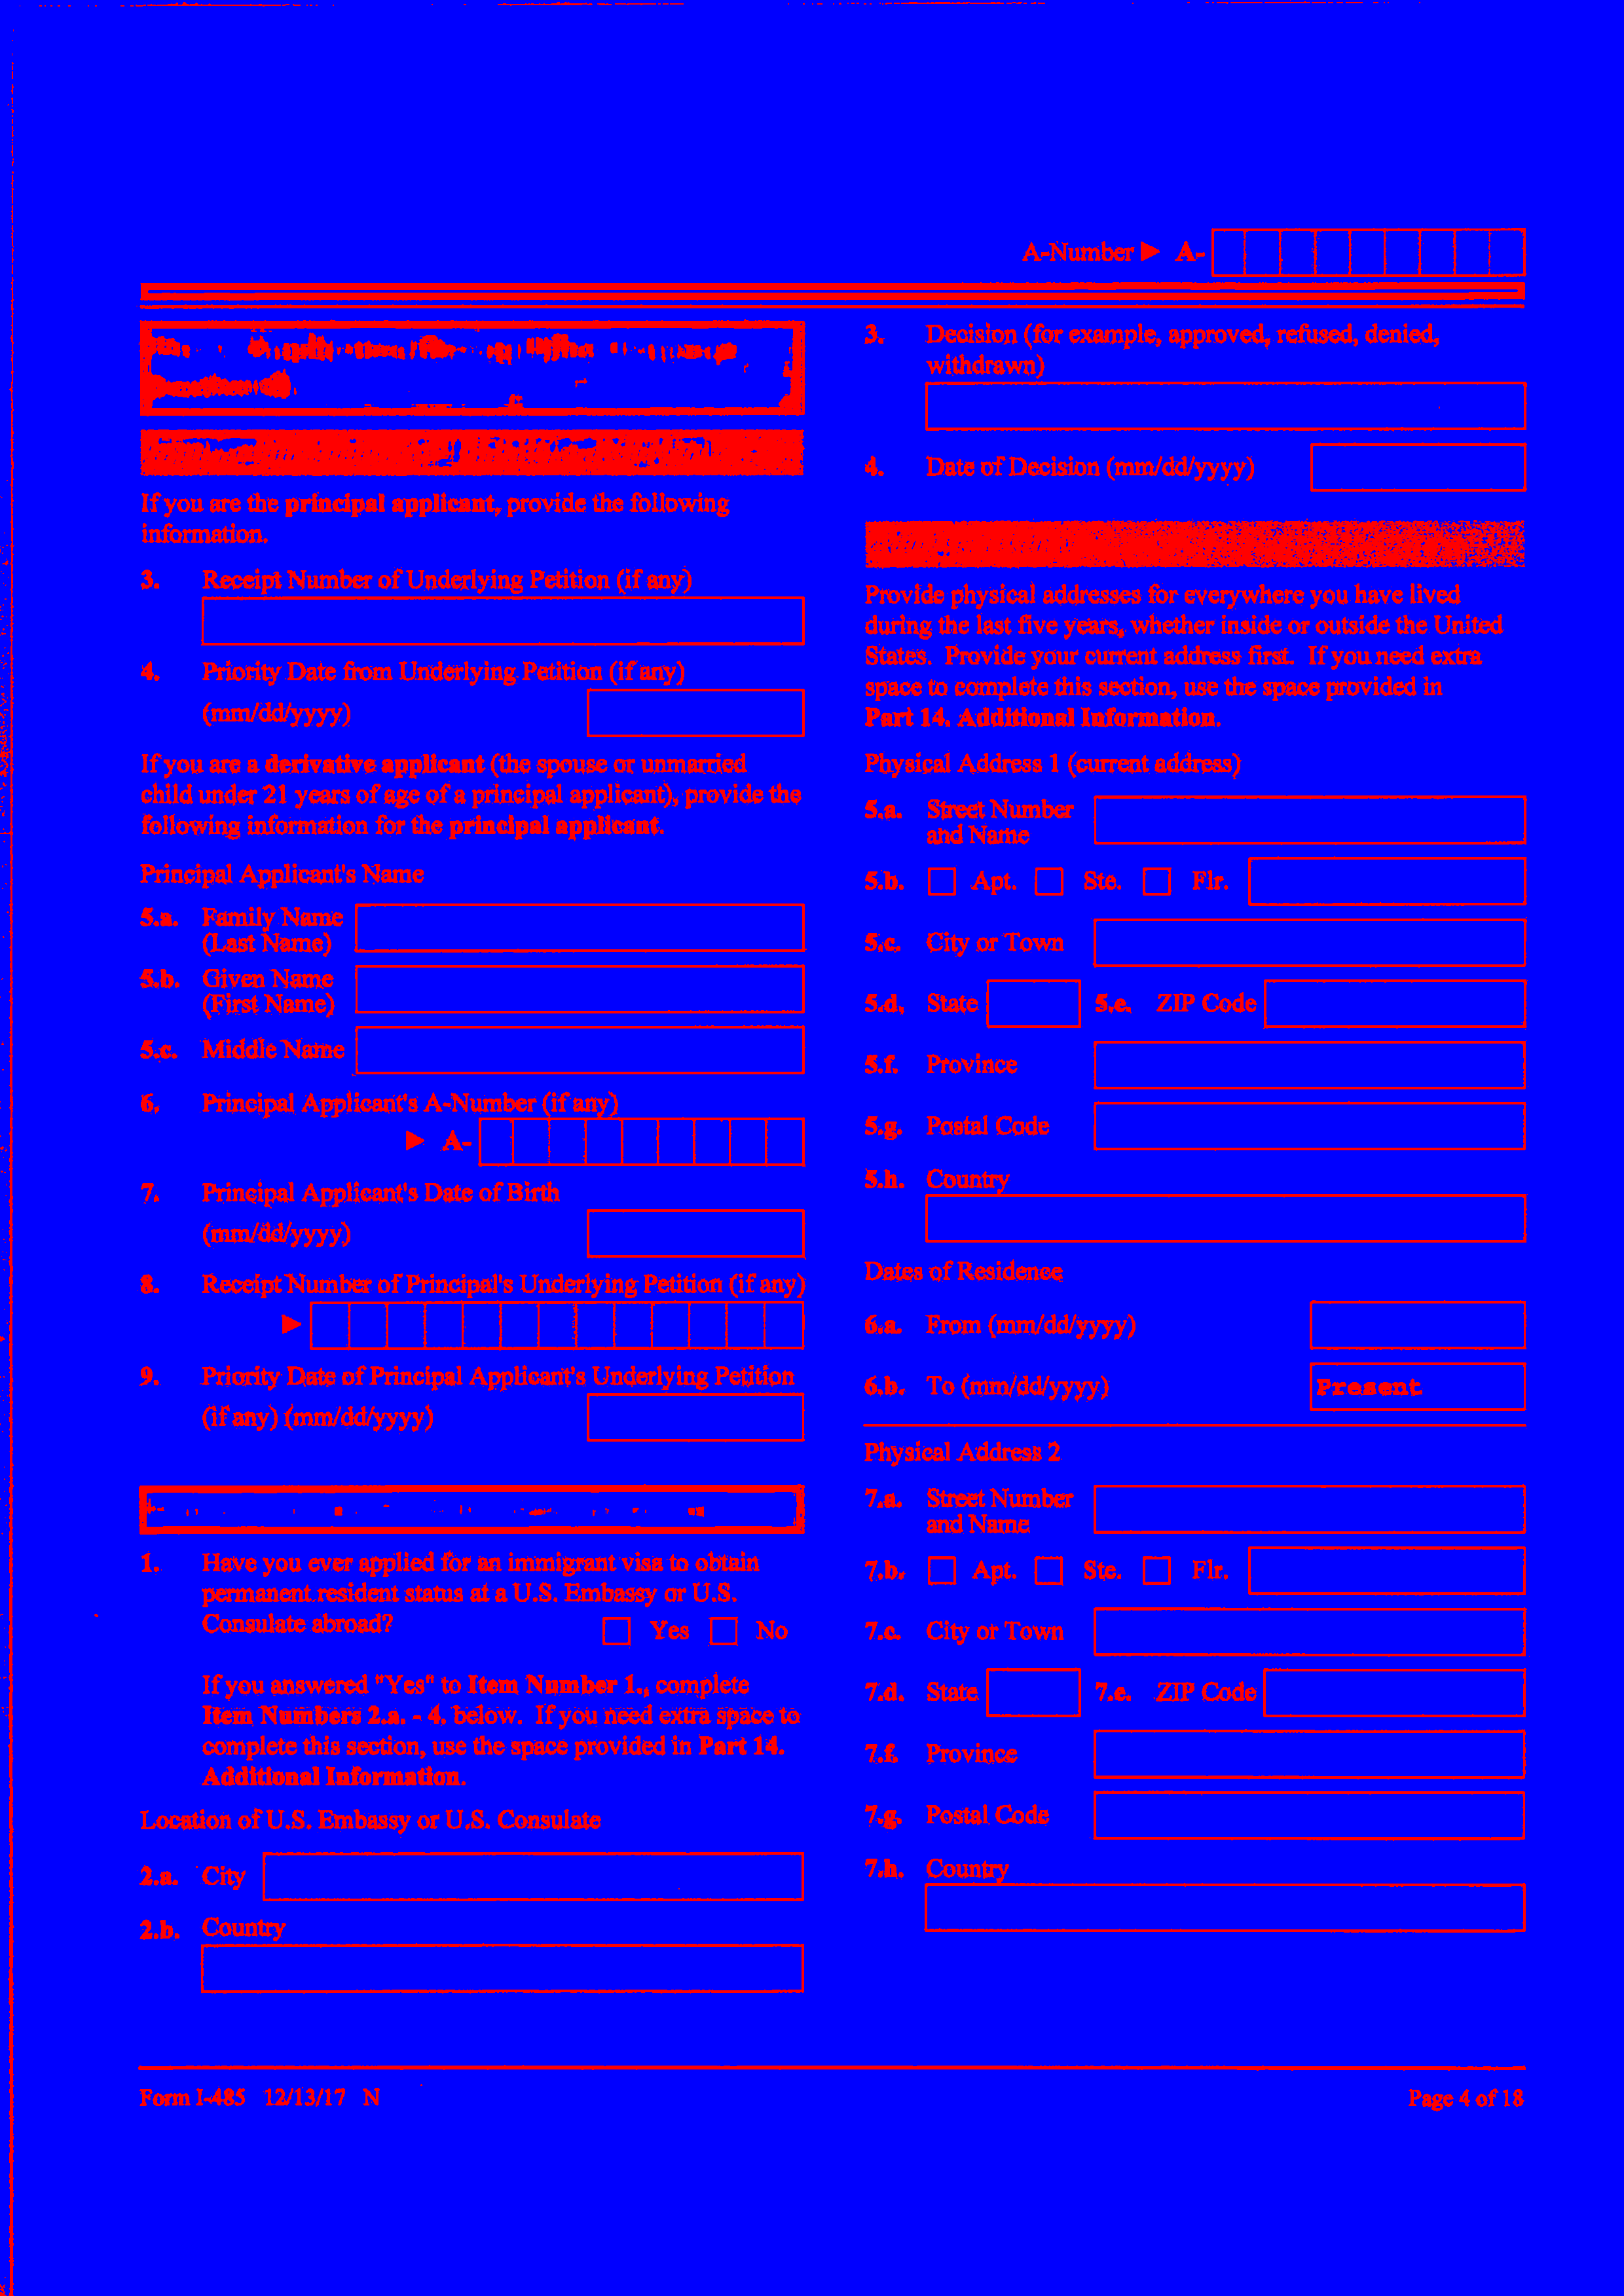 A-Number ► A-
If you are the principal applicant, provide the following
information.
3. Receipt Number of Underlying Petition (if any)
4. Priority Date from Underlying Petition (if any)
(mm/dd/yyyy)
If you are a derivative applicant (the spouse or unmarried
child under 21 years of age of a principal applicant), provide the
following information for the principal applicant.
Principal Applicant's Name
5.a. Family Name
(Last Name)
5.b. Given Name
(First Name)
5.c. Middle Name
6. Principal Applicant's A-Number (if any)
► A-
7. Principal Applicant's Date of Birth
(mm/dd/yyyy)
8. Receipt Number of Principal's Underlying Petition (if any)
►
9. Priority Date of Principal Applicant's Underlying Petition
(if any) (mm/dd/yyyy)
1. Have you ever applied for an immigrant visa to obtain
permanent resident status at a U.S. Embassy or U.S.
Consulate abroad? Yes No
If you answered "Yes" to Item Number 1., complete
Item Numbers 2.a. - 4. below. If you need extra space to
complete this section, use the space provided in Part 14.
Additional Information.
Location of U.S. Embassy or U.S. Consulate
2.a. City
2.b. Country
3. Decision (for example, approved, refused, denied,
withdrawn)
4. Date of Decision (mm/dd/yyyy)
Provide physical addresses for everywhere you have lived
during the last five years, whether inside or outside the United
States. Provide your current address first. If you need extra
space to complete this section, use the space provided in
Part 14. Additional Information.
Physical Address 1 (current address)
5.a. Street Number
and Name
5.b. Apt. Ste. Flr.
5.c. City or Town
5.d. State 5.e. ZIP Code
5.f. Province
5.g. Postal Code
5.h. Country
Dates of Residence
6.a. From (mm/dd/yyyy)
6.b. To (mm/dd/yyyy) Present
Physical Address 2
7.a. Street Number
and Name
7.b. Apt. Ste. Flr.
7.c. City or Town
7.d. State 7.e. ZIP Code
7.f. Province
7.g. Postal Code
7.h. Country
Form I-485 12/13/17 N
Page 4 of 18